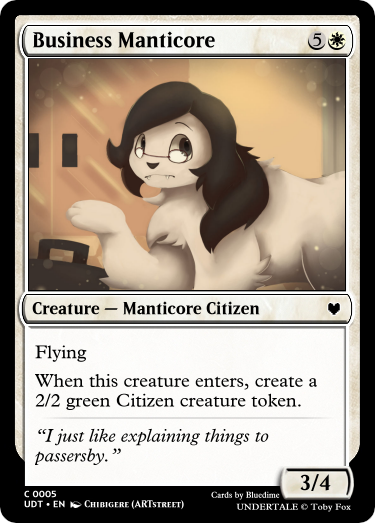 Business Manticore 5
Creature — Manticore Citizen
Flying
When this creature enters, create a
2/2 green Citizen creature token.
“I just like explaining things to
passersby.”
3/4
C 0005
UDT • EN CHIBIGERE (ARTSTREET)
Cards by Bluedime
UNDERTALE © Toby Fox